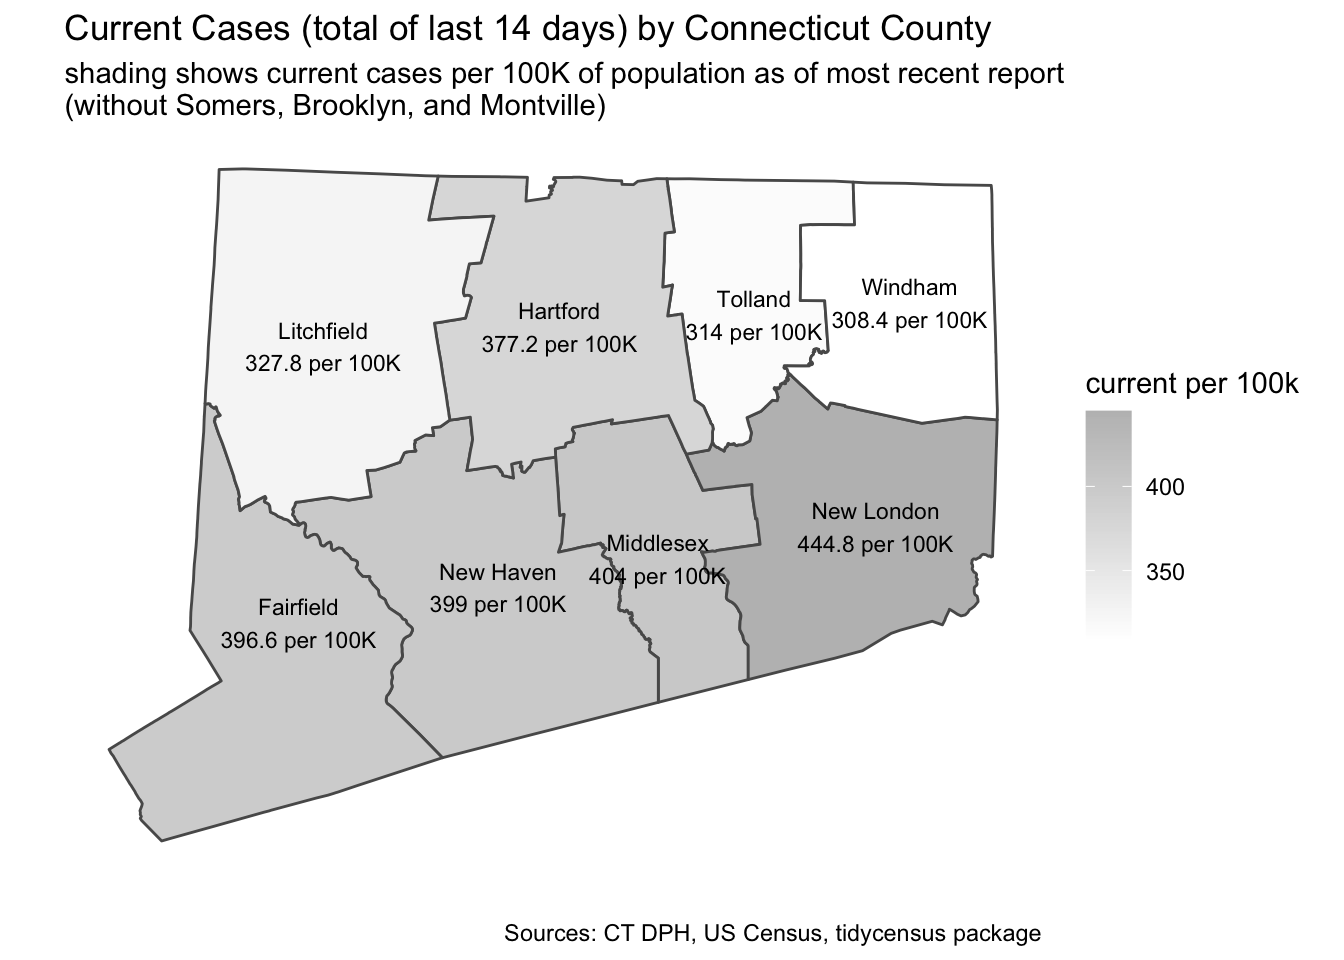 Current Cases (total of last 14 days) by Connecticut County
shading shows current cases per 100K of population as of most recent report
(without Somers, Brooklyn, and Montville)
Litchfield
327.8 per 100K
Hartford
377.2 per 100K
Tolland
314 per 100K
Windham
308.4 per 100K
New London
444.8 per 100K
Middlesex
404 per 100K
New Haven
399 per 100K
Fairfield
396.6 per 100K
current per 100k
400
350
Sources: CT DPH, US Census, tidycensus package